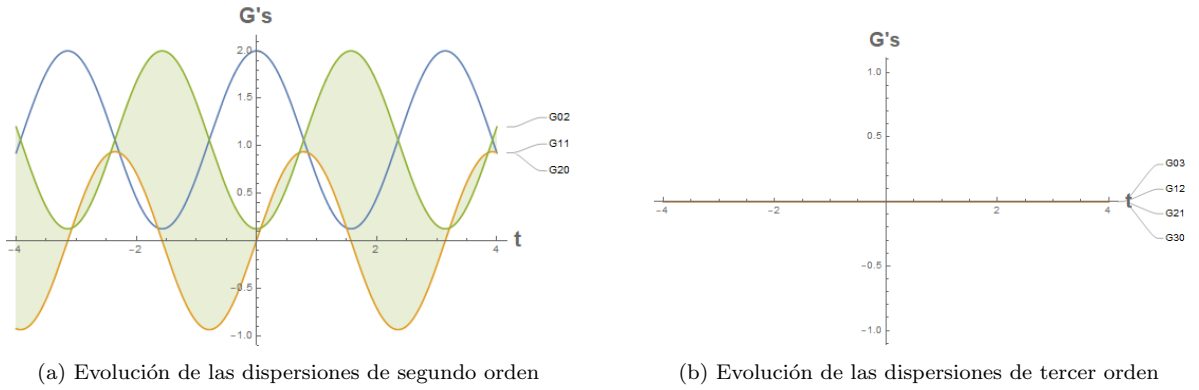 G's
2.0
1.5
1.0
0.5
-4
-2
2
4
t
-0.5
-1.0
G02
G11
G20
(a) Evolución de las dispersiones de segundo orden
G's
1.0
0.5
-4
-2
2
4
t
-0.5
-1.0
G03
G12
G21
G30
(b) Evolución de las dispersiones de tercer orden